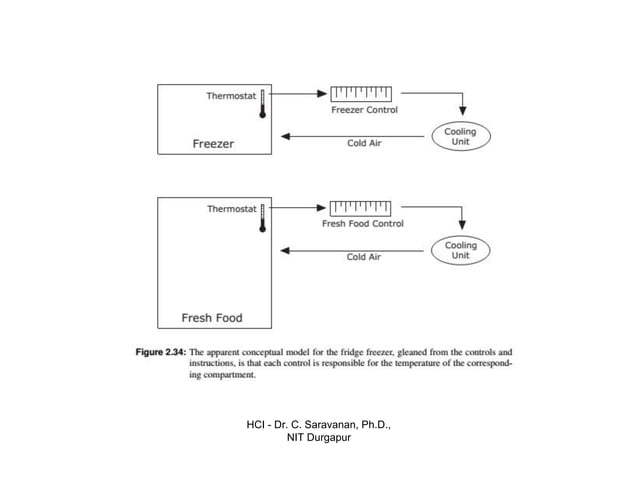 Thermostat
Freezer Control
Freezer
Cold Air
Cooling
Unit
Thermostat
Fresh Food Control
Cold Air
Cooling
Unit
Fresh Food
Figure 2.34: The apparent conceptual model for the fridge freezer, gleaned from the controls and
instructions, is that each control is responsible for the temperature of the correspond-
ing compartment.
HCI - Dr. C. Saravanan, Ph.D.,
NIT Durgapur